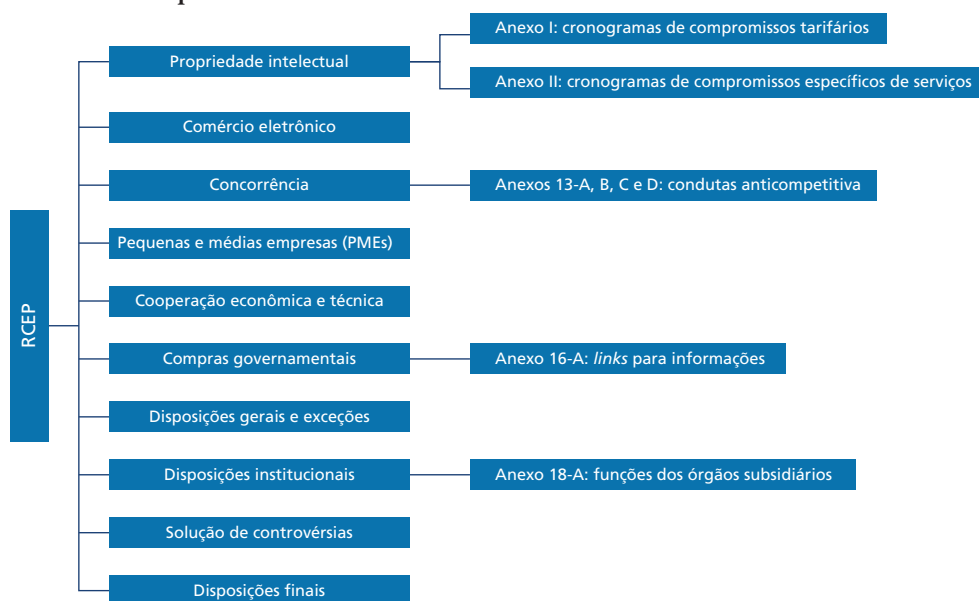 RCEP
Propriedade intelectual
Anexo I: cronogramas de compromissos tarifários
Anexo II: cronogramas de compromissos específicos de serviços
Comércio eletrônico
Concorrência
Anexos 13-A, B, C e D: condutas anticompetitiva
Pequenas e médias empresas (PMEs)
Cooperação econômica e técnica
Compras governamentais
Anexo 16-A: links para informações
Disposições gerais e exceções
Disposições institucionais
Anexo 18-A: funções dos órgãos subsidiários
Solução de controvérsias
Disposições finais